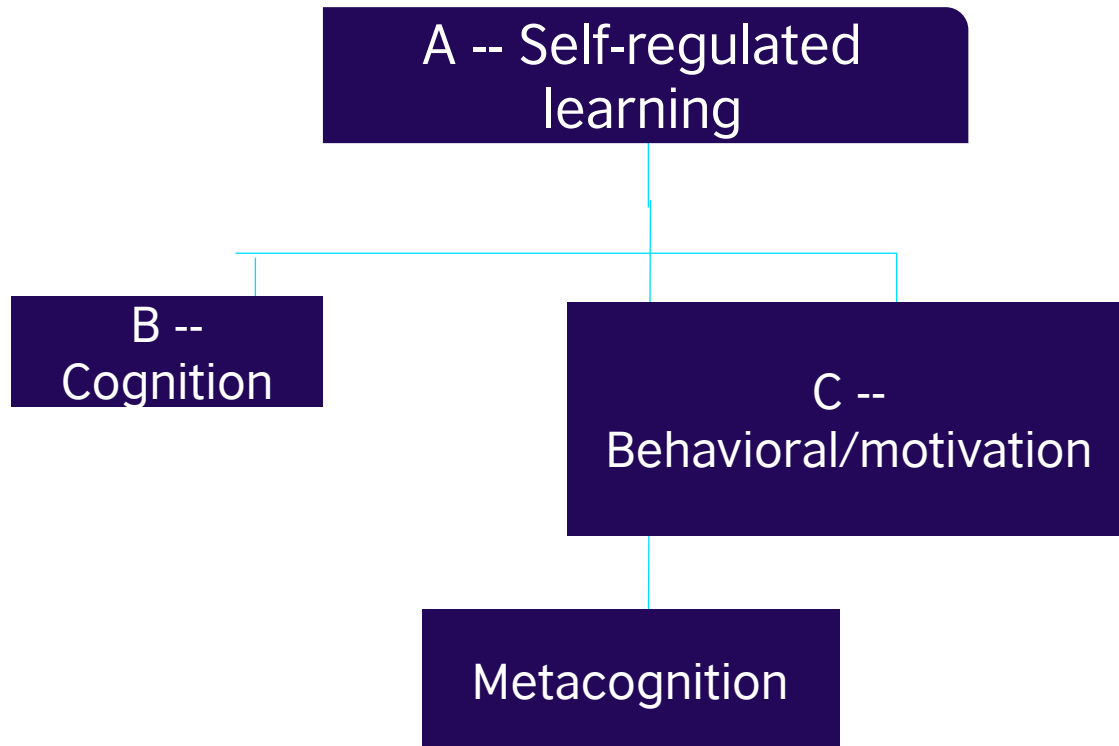 A -- Self-regulated
learning
B --
Cognition
C --
Behavioral/motivation
Metacognition